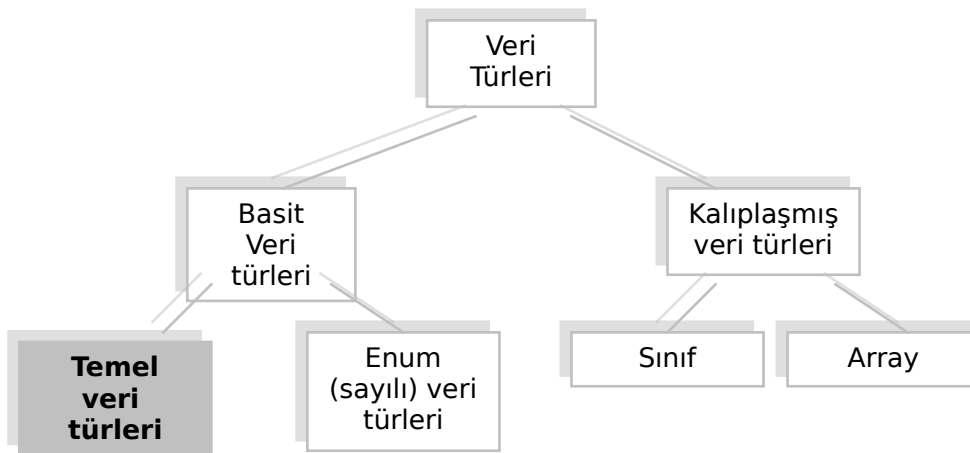 Veri
Türleri
Basit
Veri
türleri
Kalıplaşmış
veri türleri
Temel
veri
türleri
Enum
(sayılı) veri
türleri
Sınıf
Array